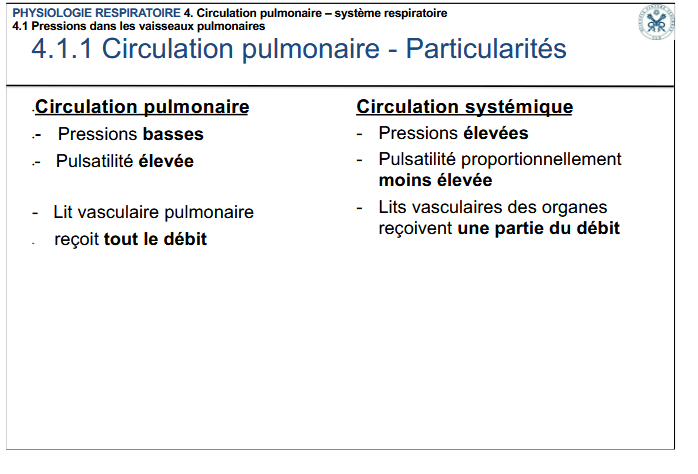 PHYSIOLOGIE RESPIRATOIRE 4. Circulation pulmonaire – système respiratoire
4.1 Pressions dans les vaisseaux pulmonaires
4.1.1 Circulation pulmonaire - Particularités
Circulation pulmonaire
- Pressions basses
- Pulsatilité élevée
- Lit vasculaire pulmonaire
reçoit tout le débit
Circulation systémique
- Pressions élevées
- Pulsatilité proportionnellement
moins élevée
- Lits vasculaires des organes
reçoivent une partie du débit